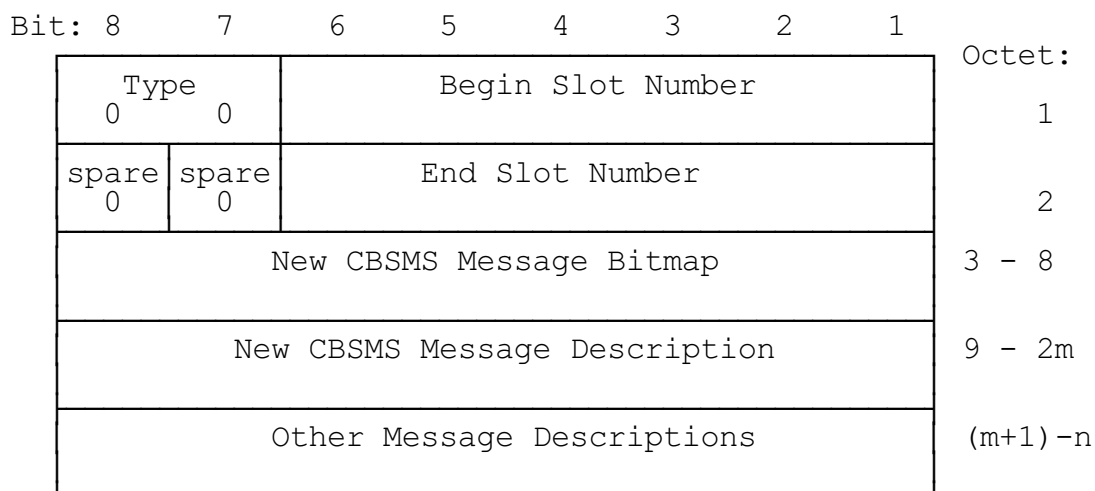 Bit: 8 7 6 5 4 3 2 1
Octet:
Type Begin Slot Number
0 0 1
spare spare End Slot Number
0 0 2
New CBSMS Message Bitmap 3 - 8
New CBSMS Message Description 9 - 2m
Other Message Descriptions (m+1)-n